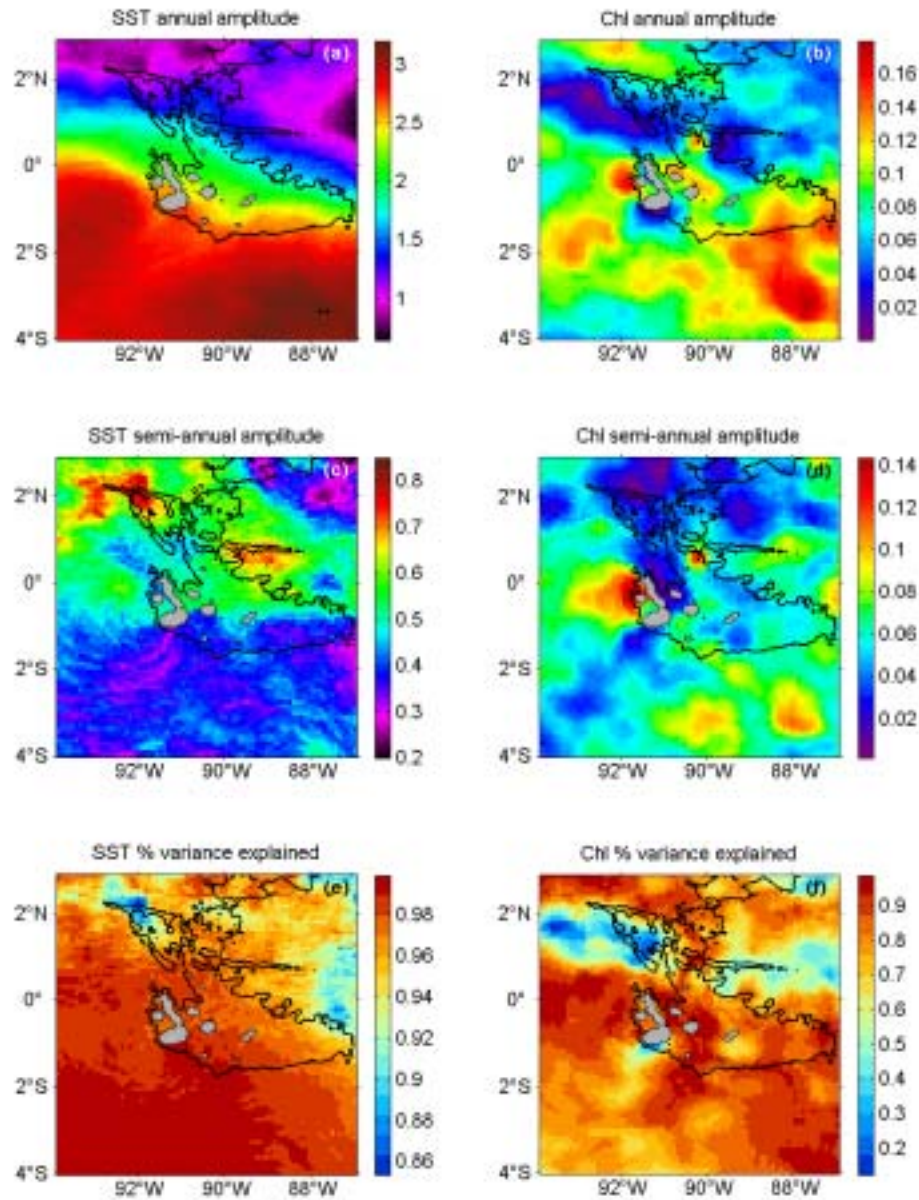 SST annual amplitude
(a)
2°N
0°
2°S
4°S
92°W 90°W 88°W
3
2.5
2
1.5
1
Chl annual amplitude
(b)
2°N
0°
2°S
4°S
92°W 90°W 88°W
0.16
0.14
0.12
0.1
0.08
0.06
0.04
0.02
SST semi-annual amplitude
(c)
2°N
0°
2°S
4°S
92°W 90°W 88°W
0.8
0.7
0.6
0.5
0.4
0.3
0.2
Chl semi-annual amplitude
(d)
2°N
0°
2°S
4°S
92°W 90°W 88°W
0.14
0.12
0.1
0.08
0.06
0.04
0.02
SST % variance explained
(e)
2°N
0°
2°S
4°S
92°W 90°W 88°W
0.98
0.96
0.94
0.92
0.9
0.88
0.86
Chl % variance explained
(f)
2°N
0°
2°S
4°S
92°W 90°W 88°W
0.9
0.8
0.7
0.6
0.5
0.4
0.3
0.2